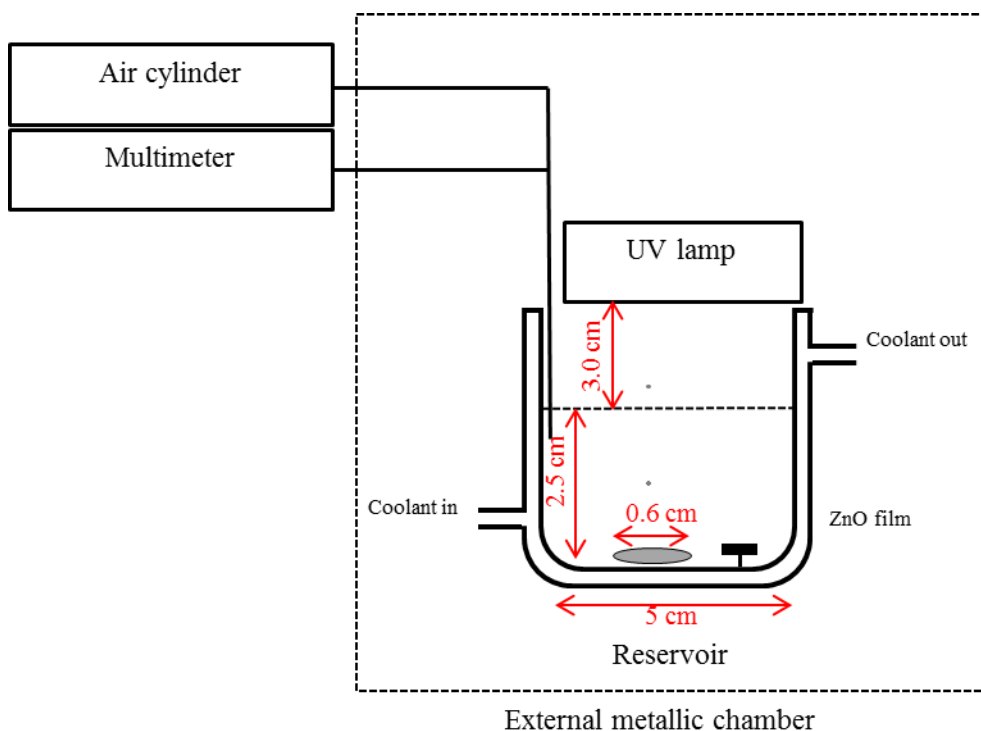 Air cylinder
Multimeter
UV lamp
Coolant out
3.0 cm
2.5 cm
Coolant in
0.6 cm
ZnO film
5 cm
Reservoir
External metallic chamber